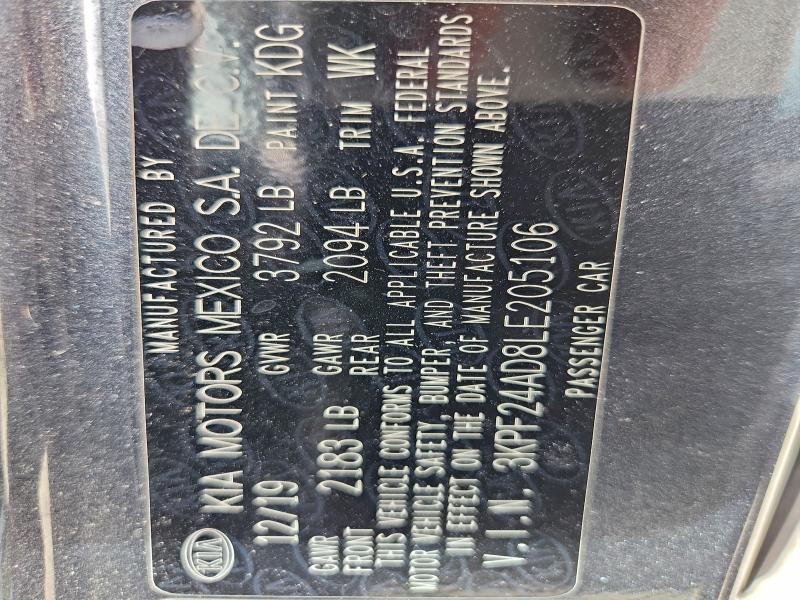 MANUFACTURED BY
KIA KIA MOTORS MEXICO S.A. DE C.V.
12/19 GVWR 3792 LB PAINT KDG
GAWR FRONT 2183 LB GAWR REAR 2094 LB TRIM WK
THIS VEHICLE CONFORMS TO ALL APPLICABLE U.S.A. FEDERAL
MOTOR VEHICLE SAFETY, BUMPER, AND THEFT PREVENTION STANDARDS
IN EFFECT ON THE DATE OF MANUFACTURE SHOWN ABOVE.
V.I.N. 3KPF24AD8LE205106
PASSENGER CAR